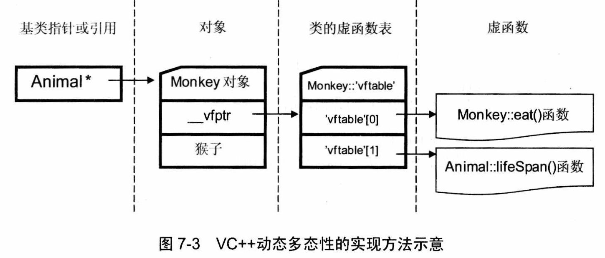 基类指针或引用
对象
类的虚函数表
虚函数
Animal*
Monkey 对象
__vfptr
猴子
Monkey::'vftable'
'vftable'[0]
'vftable'[1]
Monkey::eat()函数
Animal::lifeSpan()函数
图 7-3 VC++动态多态性的实现方法示意